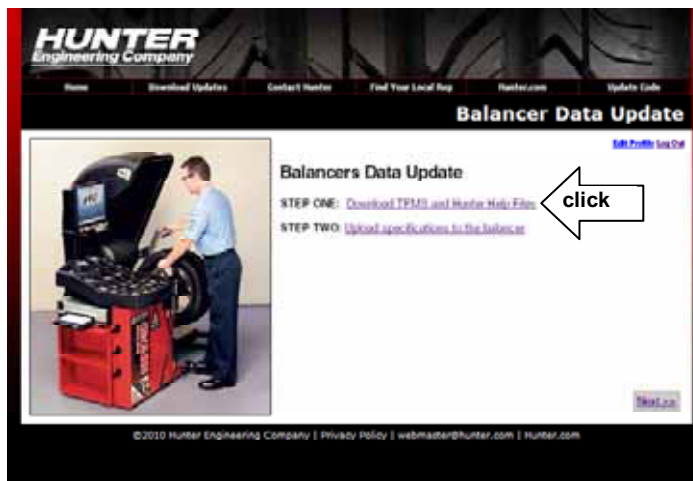 HUNTER
Engineering Company
Home Download Updates Contact Hunter Find Your Local Rep Hunter.com Update Code
Balancer Data Update
Edit Profile Log Out
Balancers Data Update
STEP ONE: Download TPMS and Hunter Help Files
click
STEP TWO: Upload specifications to the balancer
Next >>
©2010 Hunter Engineering Company | Privacy Policy | webmaster@hunter.com | Hunter.com